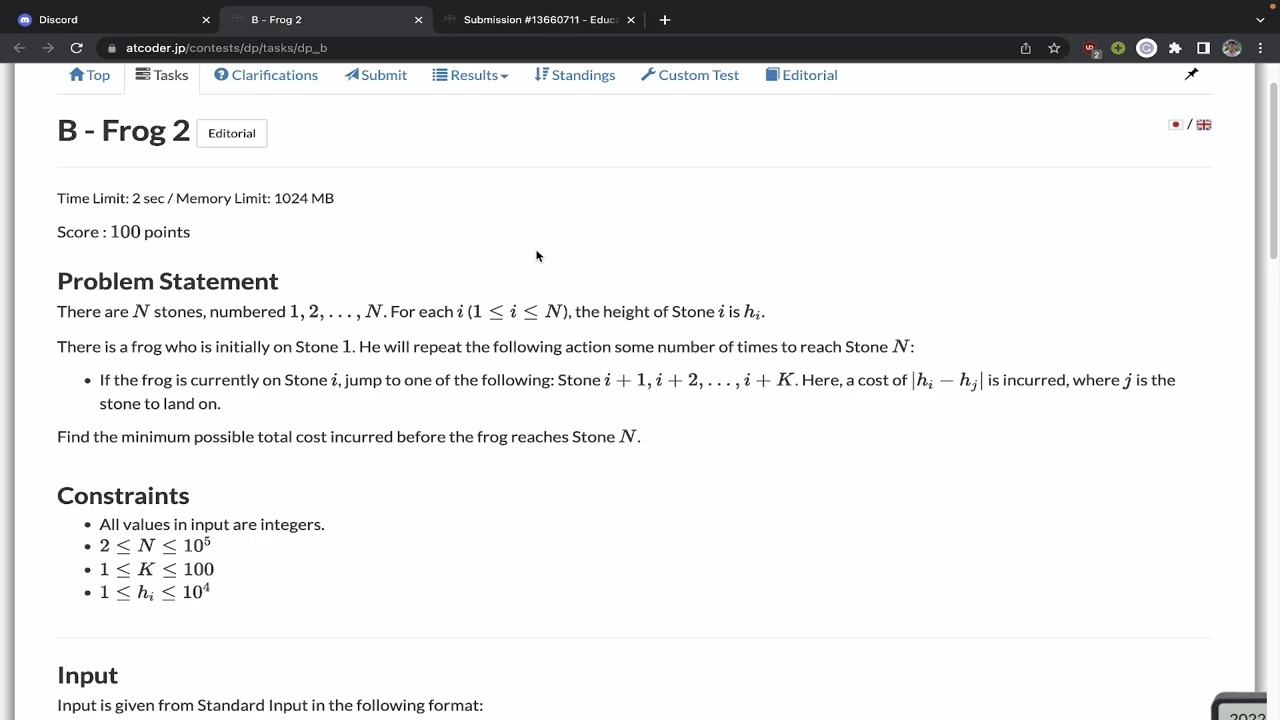 Discord
B - Frog 2
Submission #13660711 - Educa
atcoder.jp/contests/dp/tasks/dp_b
2
Top
Tasks
Clarifications
Submit
Results
Standings
Custom Test
Editorial
B - Frog 2
Editorial
/
Time Limit: 2 sec / Memory Limit: 1024 MB
Score : 100 points
Problem Statement
There are N stones, numbered 1, 2, . . . , N. For each i (1 ≤ i ≤ N), the height of Stone i is hᵢ.
There is a frog who is initially on Stone 1. He will repeat the following action some number of times to reach Stone N:
• If the frog is currently on Stone i, jump to one of the following: Stone i + 1, i + 2, . . . , i + K. Here, a cost of |hᵢ − hⱼ| is incurred, where j is the
stone to land on.
Find the minimum possible total cost incurred before the frog reaches Stone N.
Constraints
• All values in input are integers.
• 2 ≤ N ≤ 10⁵
• 1 ≤ K ≤ 100
• 1 ≤ hᵢ ≤ 10⁴
Input
Input is given from Standard Input in the following format: